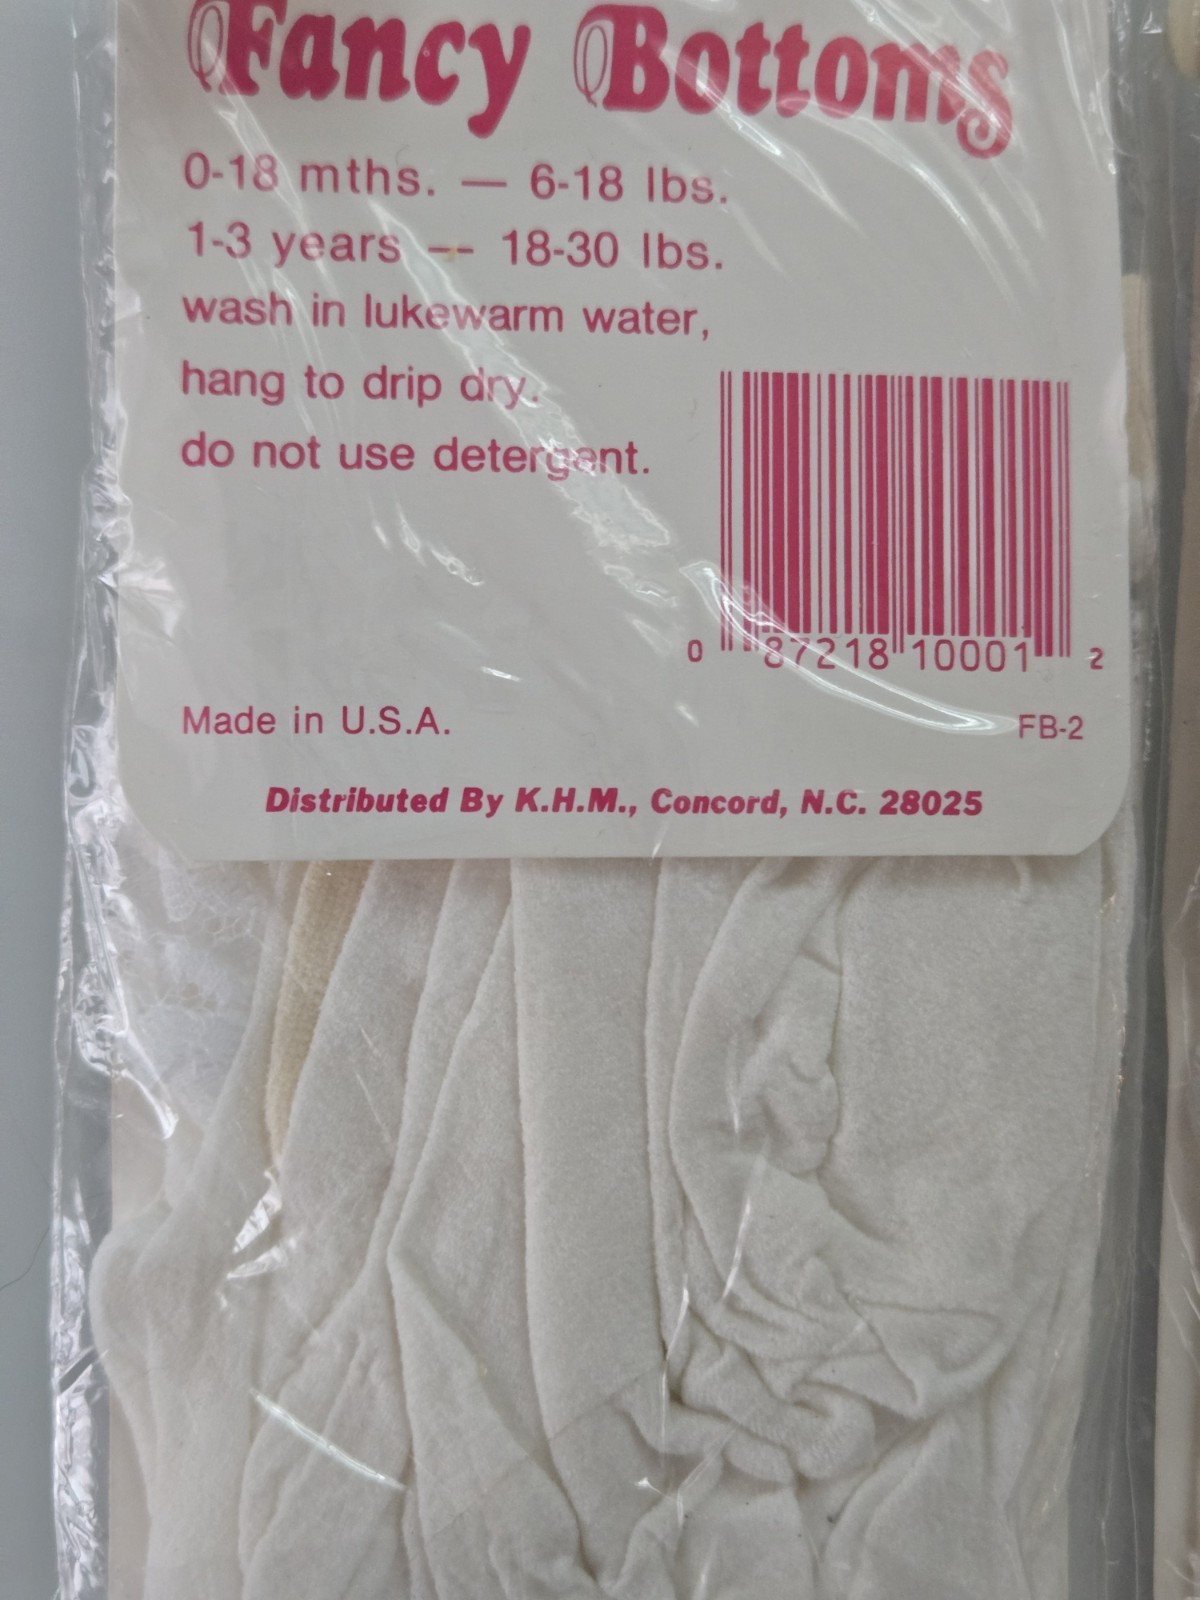 Fancy Bottoms
0-18 mths. — 6-18 lbs.
1-3 years — 18-30 lbs.
wash in lukewarm water,
hang to drip dry.
do not use detergent.
0 87218 10001 2
Made in U.S.A.
FB-2
Distributed By K.H.M., Concord, N.C. 28025